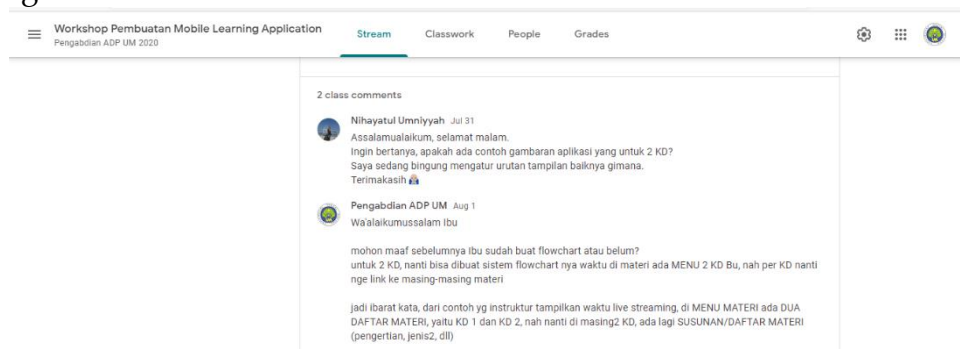 Workshop Pembuatan Mobile Learning Application
Pengabdian ADP UM 2020
Stream Classwork People Grades
2 class comments
Nihayatul Umniyyah Jul 31
Assalamualaikum, selamat malam.
Ingin bertanya, apakah ada contoh gambaran aplikasi yang untuk 2 KD?
Saya sedang bingung mengatur urutan tampilan baiknya gimana.
Terimakasih
Pengabdian ADP UM Aug 1
Wa'alaikumussalam Ibu
mohon maaf sebelumnya Ibu sudah buat flowchart atau belum?
untuk 2 KD, nanti bisa dibuat sistem flowchart nya waktu di materi ada MENU 2 KD Bu, nah per KD nanti
nge link ke masing-masing materi
jadi ibarat kata, dari contoh yg instruktur tampilkan waktu live streaming, di MENU MATERI ada DUA
DAFTAR MATERI, yaitu KD 1 dan KD 2, nah nanti di masing2 KD, ada lagi SUSUNAN/DAFTAR MATERI
(pengertian, jenis2, dll)